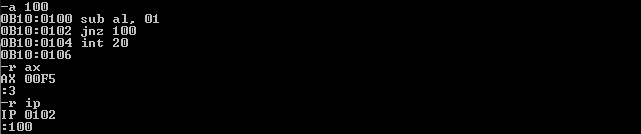 -a 100
0B10:0100 sub al, 01
0B10:0102 jnz 100
0B10:0104 int 20
0B10:0106
-r ax
AX 00F5
:3
-r ip
IP 0102
:100